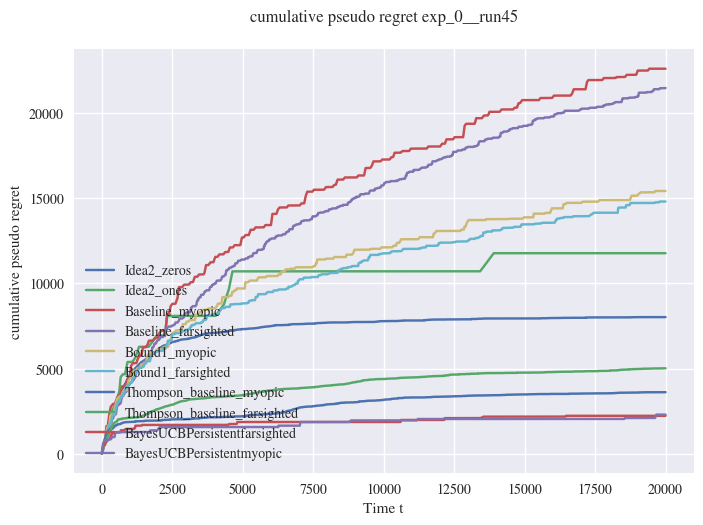 cumulative pseudo regret exp_0__run45
cumulative pseudo regret
20000
15000
10000
5000
0
Idea2_zeros
Idea2_ones
Baseline_myopic
Baseline_farsighted
Bound1_myopic
Bound1_farsighted
Thompson_baseline_myopic
Thompson_baseline_farsighted
BayesUCBPersistentfarsighted
BayesUCBPersistentmyopic
0 2500 5000 7500 10000 12500 15000 17500 20000
Time t